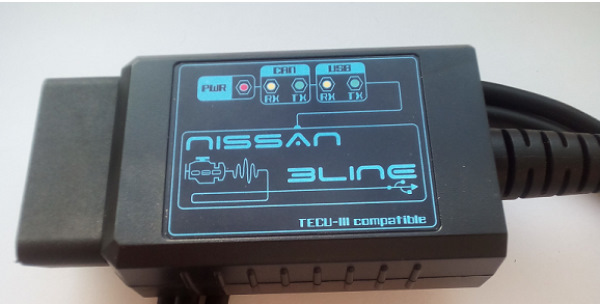 PWR CAN USB
RX TX RX TX
NISSAN
3LINE
TECU-III compatible